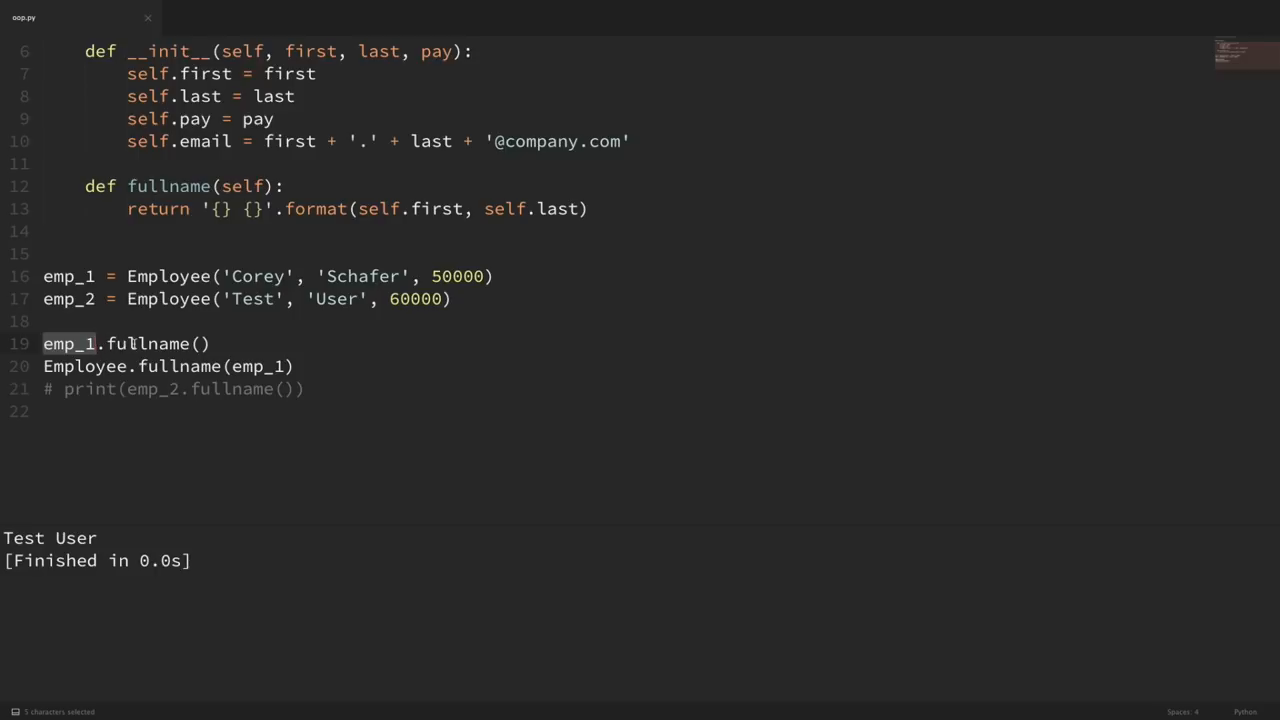 oop.py ×
6 def __init__(self, first, last, pay):
7 self.first = first
8 self.last = last
9 self.pay = pay
10 self.email = first + '.' + last + '@company.com'
11
12 def fullname(self):
13 return '{} {}'.format(self.first, self.last)
14
15
16 emp_1 = Employee('Corey', 'Schafer', 50000)
17 emp_2 = Employee('Test', 'User', 60000)
18
19 emp_1.fullname()
20 Employee.fullname(emp_1)
21 # print(emp_2.fullname())
22
Test User
[Finished in 0.0s]
5 characters selected Spaces: 4 Python